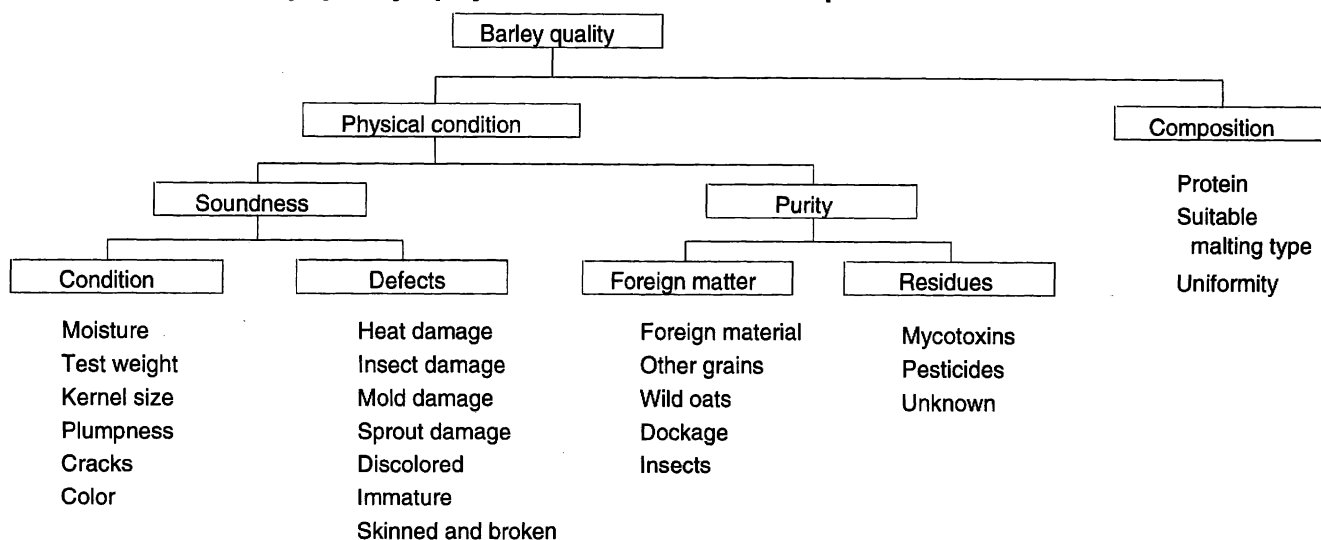 Barley quality
Physical condition
Composition
Soundness
Purity
Protein
Suitable
malting type
Uniformity
Condition
Defects
Foreign matter
Residues
Moisture
Test weight
Kernel size
Plumpness
Cracks
Color
Heat damage
Insect damage
Mold damage
Sprout damage
Discolored
Immature
Skinned and broken
Foreign material
Other grains
Wild oats
Dockage
Insects
Mycotoxins
Pesticides
Unknown